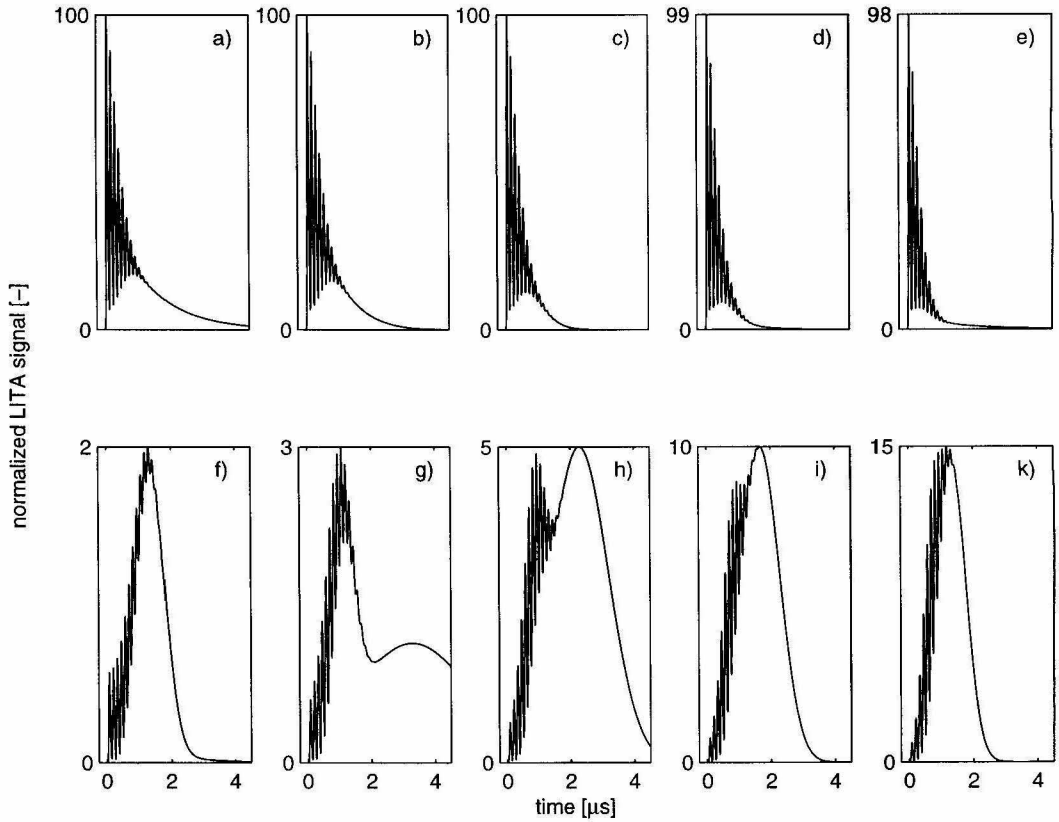 100 a) 100 b) 100 c) 99 d) 98 e)
0 0 0 0 0
normalized LITA signal [–]
2 f) 3 g) 5 h) 10 i) 15 k)
0 0 0 0 0
0 2 4 0 2 4 0 2 4 0 2 4 0 2 4
time [μs]